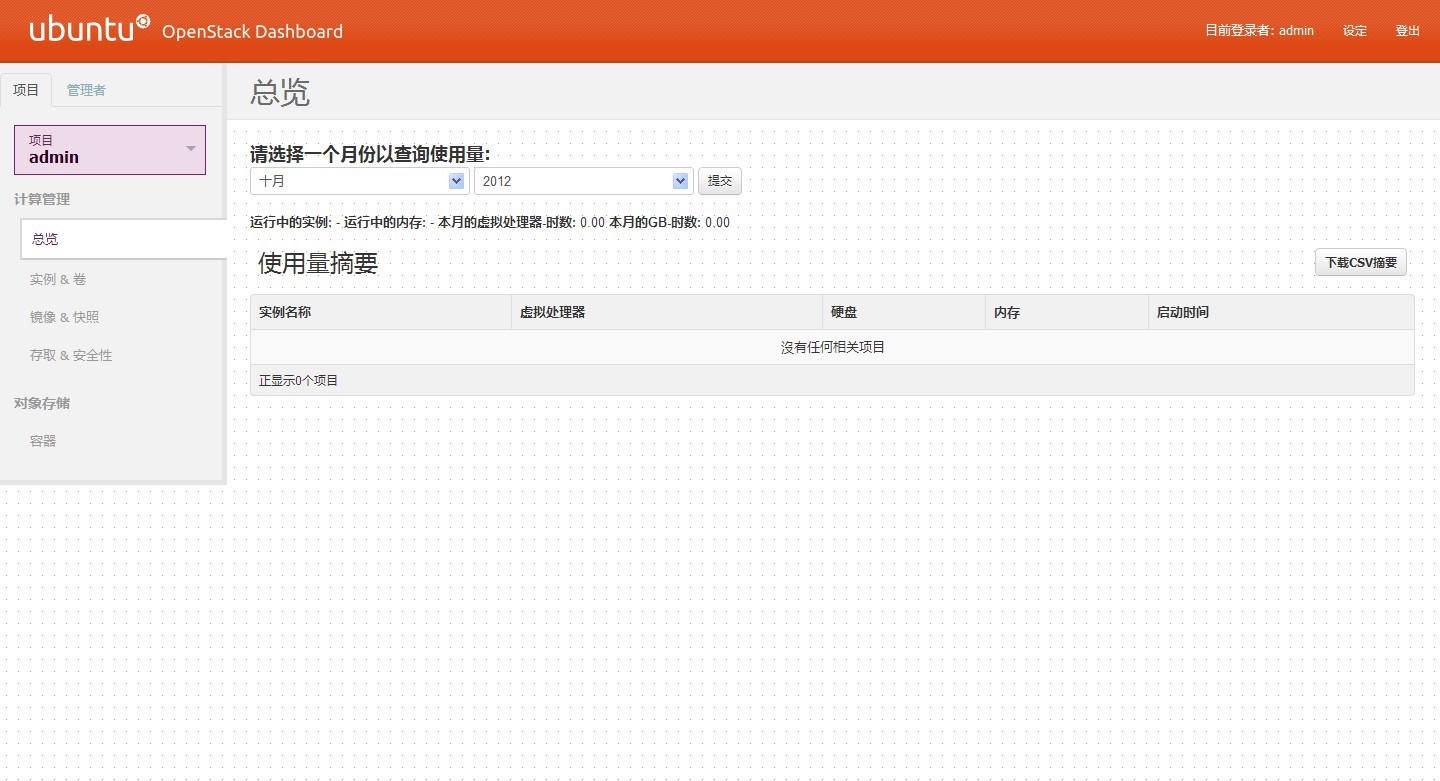 ubuntu OpenStack Dashboard
目前登录者: admin 设定 登出
项目 管理者
项目
admin
计算管理
总览
实例 & 卷
镜像 & 快照
存取 & 安全性
对象存储
容器
总览
请选择一个月份以查询使用量:
十月 2012 提交
运行中的实例: - 运行中的内存: - 本月的虚拟处理器-时数: 0.00 本月的GB-时数: 0.00
使用量摘要 下载CSV摘要
实例名称 虚拟处理器 硬盘 内存 启动时间
沒有任何相关项目
正显示0个项目